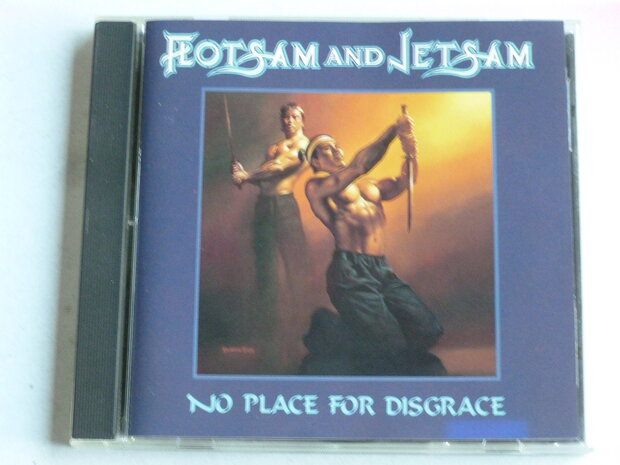 FLOTSAM AND JETSAM
NO PLACE FOR DISGRACE